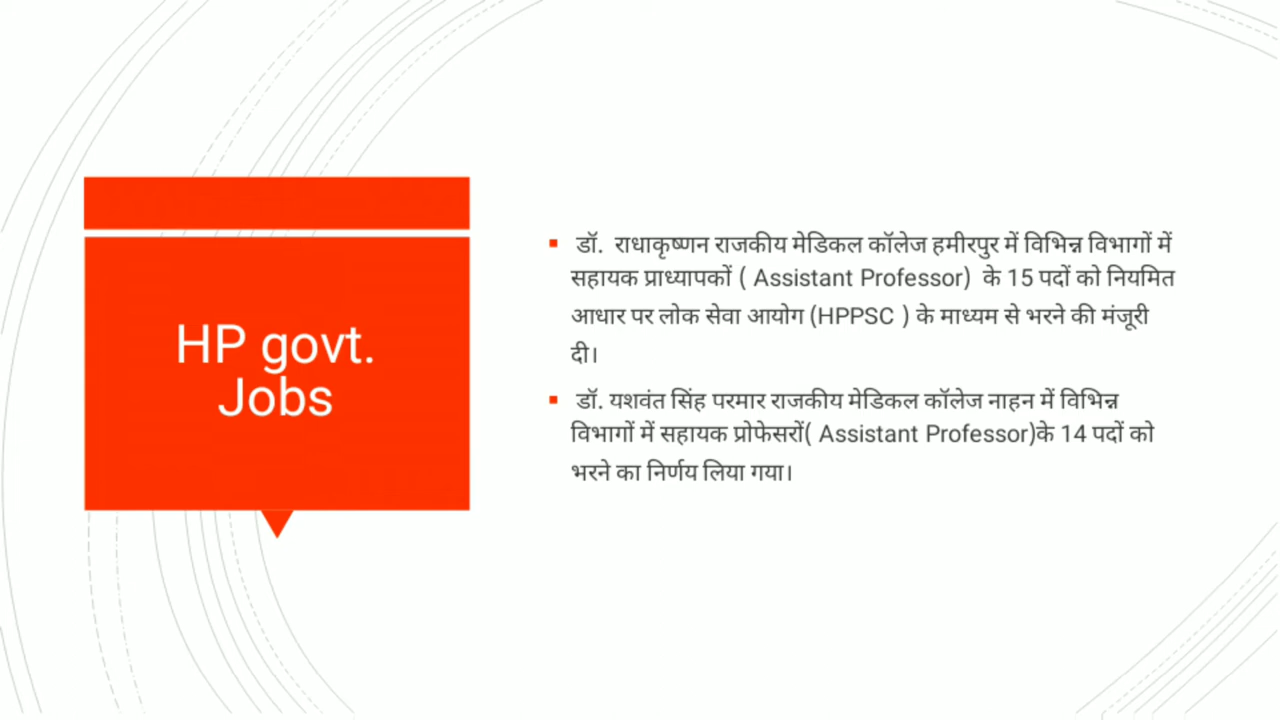 HP govt.
Jobs
डॉ. राधाकृष्णन राजकीय मेडिकल कॉलेज हमीरपुर में विभिन्न विभागों में
सहायक प्राध्यापकों ( Assistant Professor) के 15 पदों को नियमित
आधार पर लोक सेवा आयोग (HPPSC ) के माध्यम से भरने की मंजूरी
दी।
डॉ. यशवंत सिंह परमार राजकीय मेडिकल कॉलेज नाहन में विभिन्न
विभागों में सहायक प्रोफेसरों( Assistant Professor)के 14 पदों को
भरने का निर्णय लिया गया।